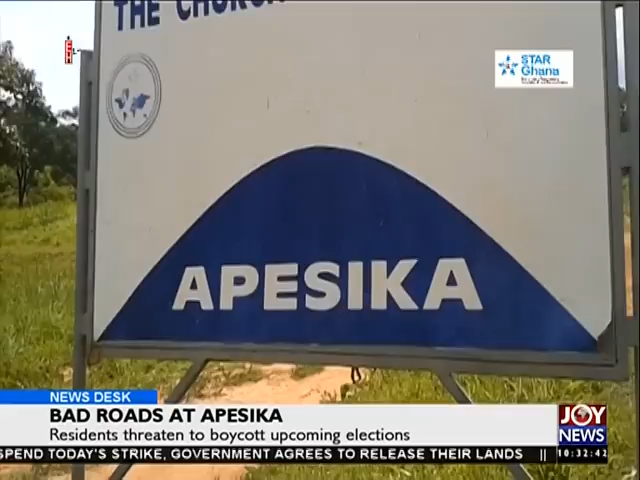 THE CHURCH
STAR
Ghana
APESIKA
NEWS DESK
BAD ROADS AT APESIKA
Residents threaten to boycott upcoming elections
JOY
NEWS
SPEND TODAY'S STRIKE, GOVERNMENT AGREES TO RELEASE THEIR LANDS || 10:32:42